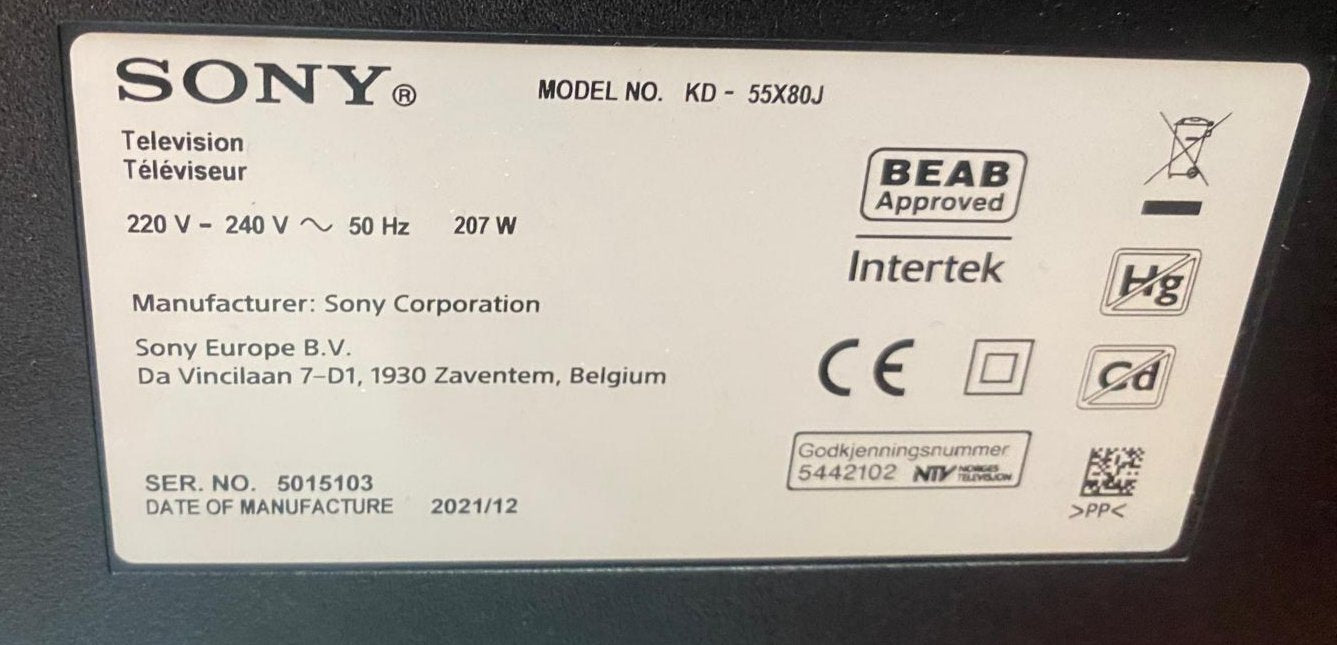 SONY®
MODEL NO. KD - 55X80J
Television
Téléviseur
220 V - 240 V ~ 50 Hz 207 W
BEAB
Approved
Intertek
Manufacturer: Sony Corporation
Sony Europe B.V.
Da Vincilaan 7-D1, 1930 Zaventem, Belgium
CE
Hg
Cd
Godkjenningsnummer
5442102 NTV NORGES
TELEVISJON
SER. NO. 5015103
DATE OF MANUFACTURE 2021/12
>PP<